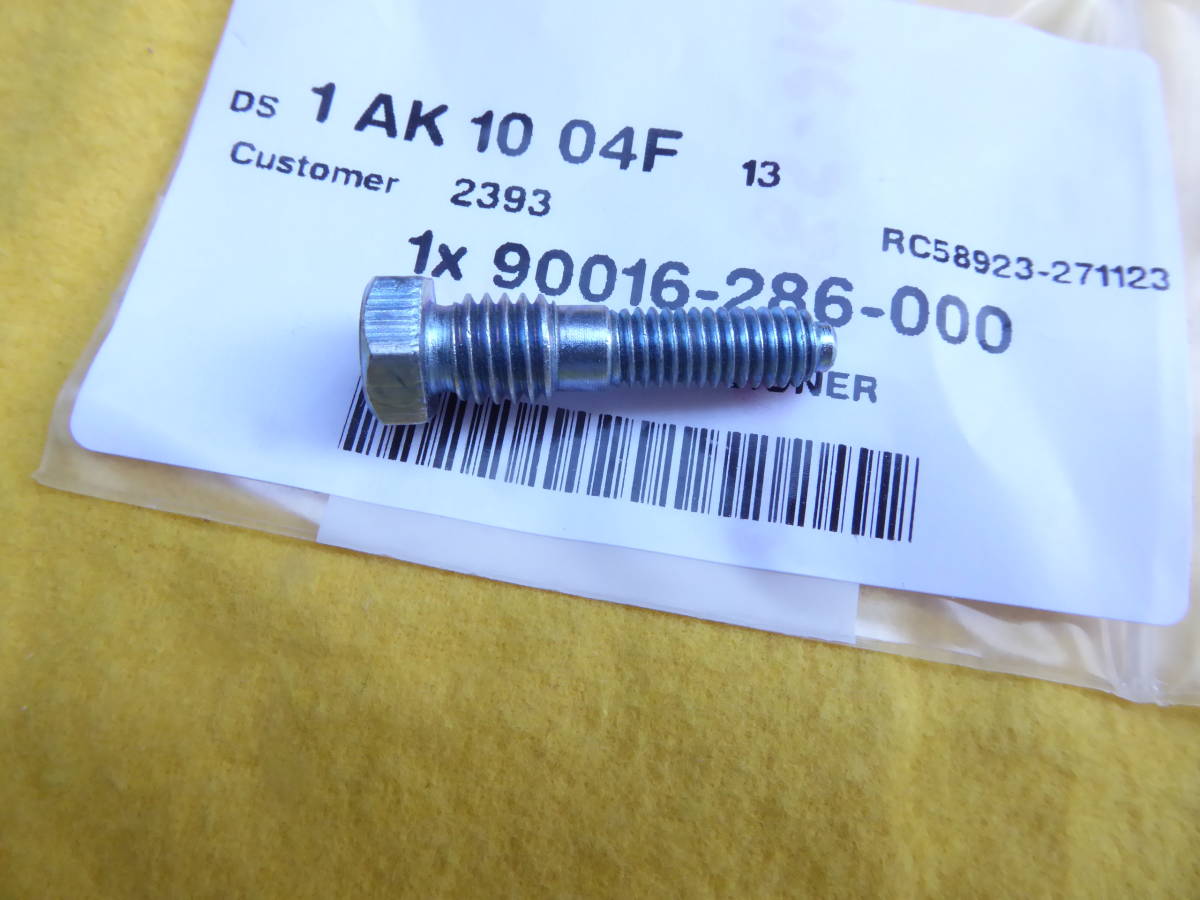 DS 1 AK 10 04F 13
Customer 2393
RC58923-271123
1x 90016-286-000